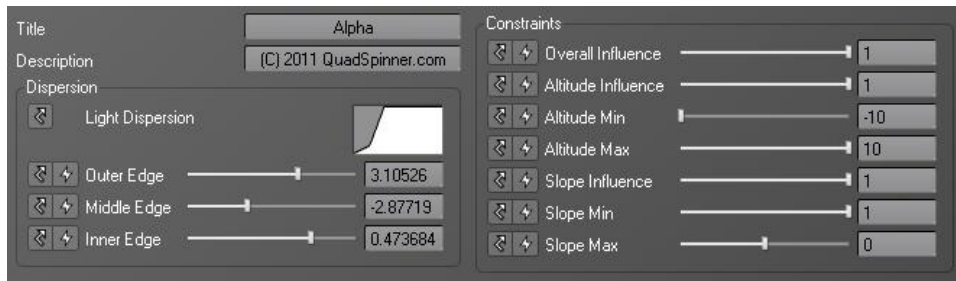 Title Alpha
Description (C) 2011 QuadSpinner.com
Dispersion
Light Dispersion
Outer Edge 3.10526
Middle Edge -2.87719
Inner Edge 0.473684
Constraints
Overall Influence 1
Altitude Influence 1
Altitude Min -10
Altitude Max 10
Slope Influence 1
Slope Min 1
Slope Max 0